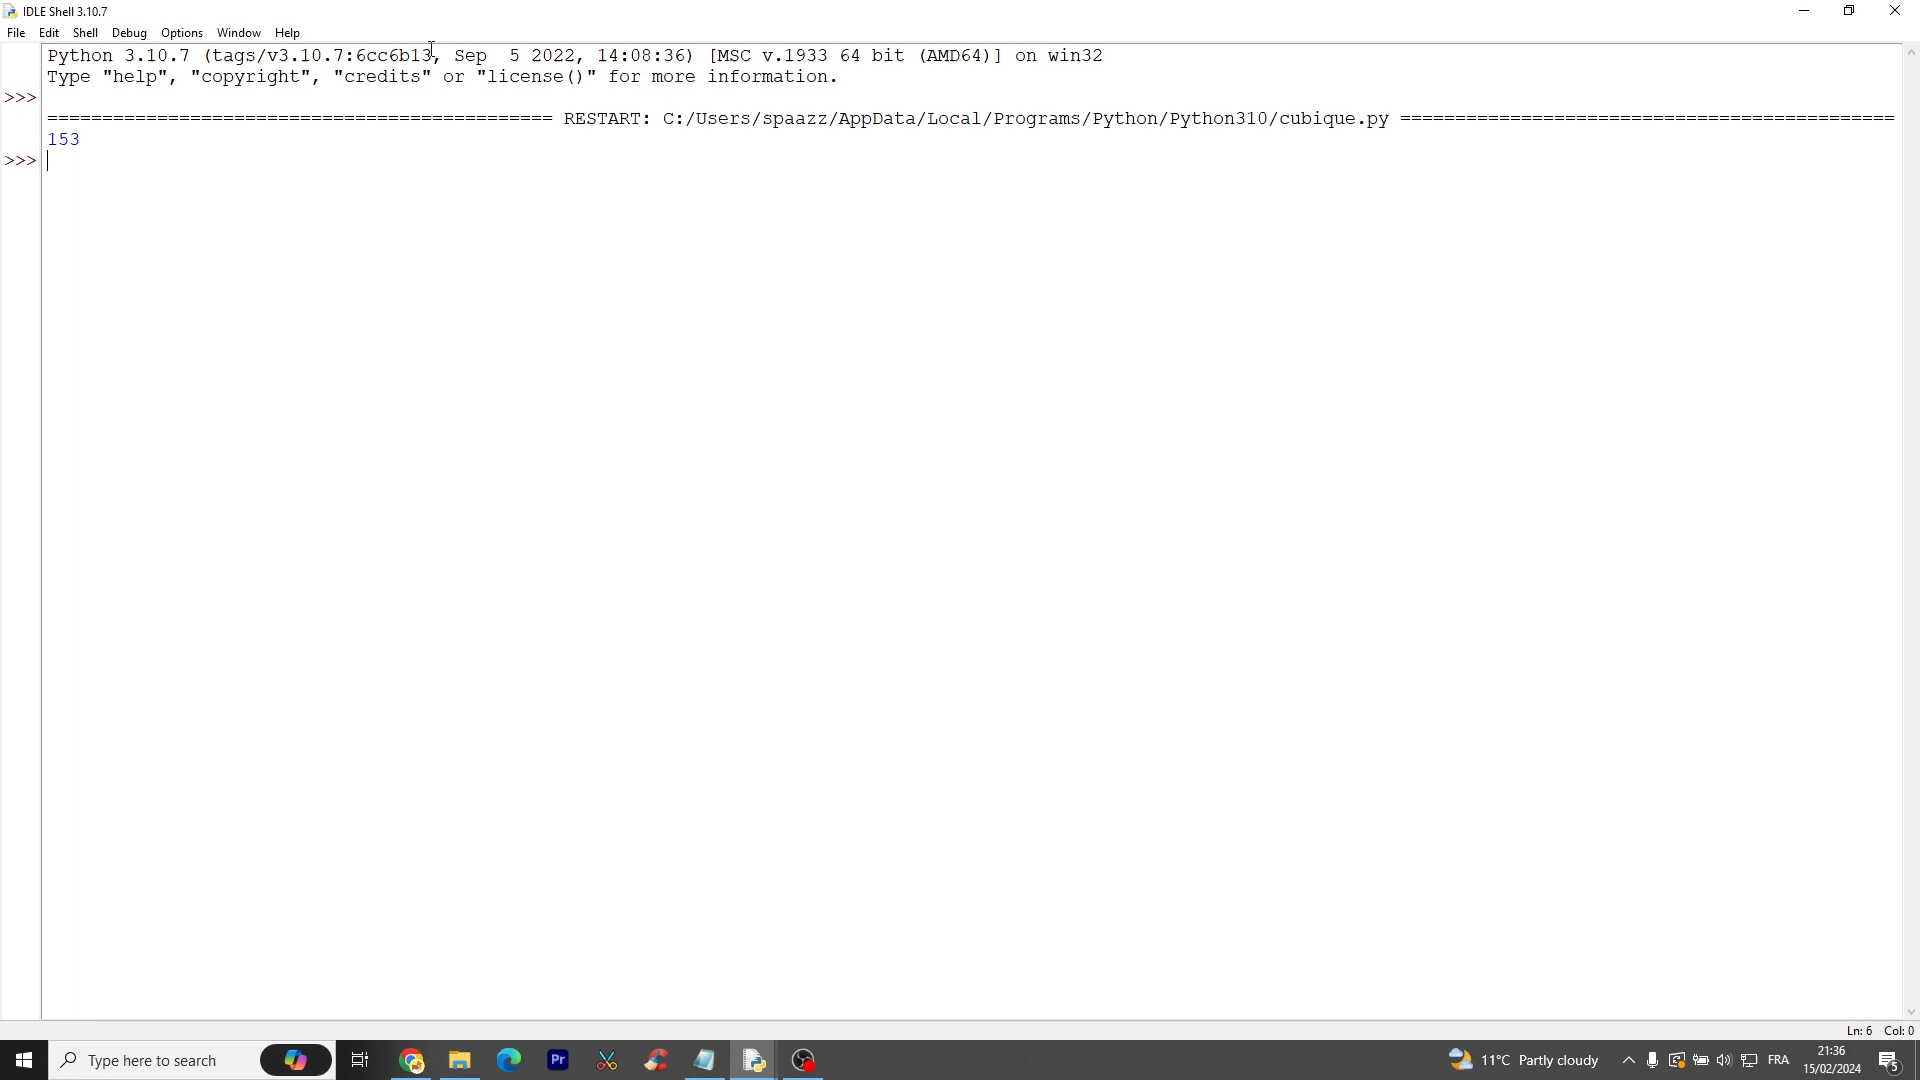 IDLE Shell 3.10.7
File Edit Shell Debug Options Window Help
Python 3.10.7 (tags/v3.10.7:6cc6b13, Sep  5 2022, 14:08:36) [MSC v.1933 64 bit (AMD64)] on win32
Type "help", "copyright", "credits" or "license()" for more information.
>>>
============================================== RESTART: C:/Users/spaazz/AppData/Local/Programs/Python/Python310/cubique.py =============================================
153
>>>
Ln: 6 Col: 0
Type here to search
Pr
11°C Partly cloudy
FRA
21:36
15/02/2024
5